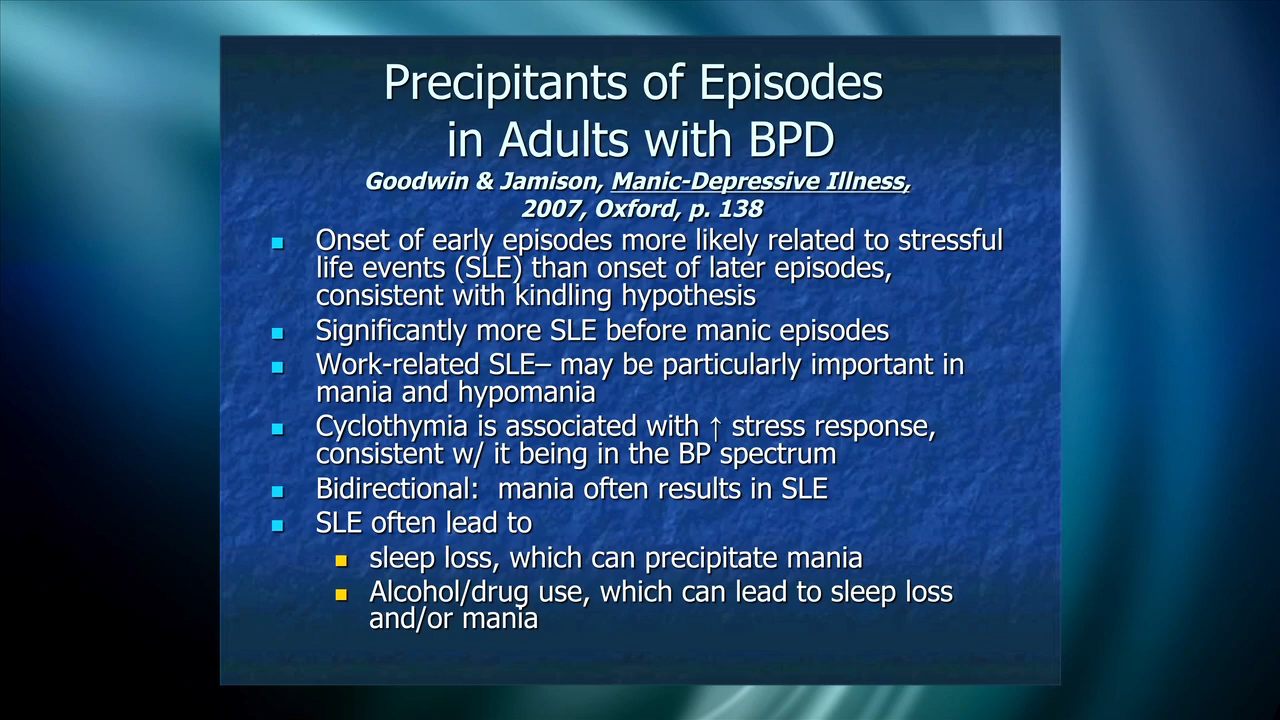 Precipitants of Episodes
in Adults with BPD
Goodwin & Jamison, Manic-Depressive Illness,
2007, Oxford, p. 138
Onset of early episodes more likely related to stressful
life events (SLE) than onset of later episodes,
consistent with kindling hypothesis
Significantly more SLE before manic episodes
Work-related SLE– may be particularly important in
mania and hypomania
Cyclothymia is associated with ↑ stress response,
consistent w/ it being in the BP spectrum
Bidirectional:  mania often results in SLE
SLE often lead to
sleep loss, which can precipitate mania
Alcohol/drug use, which can lead to sleep loss
and/or mania